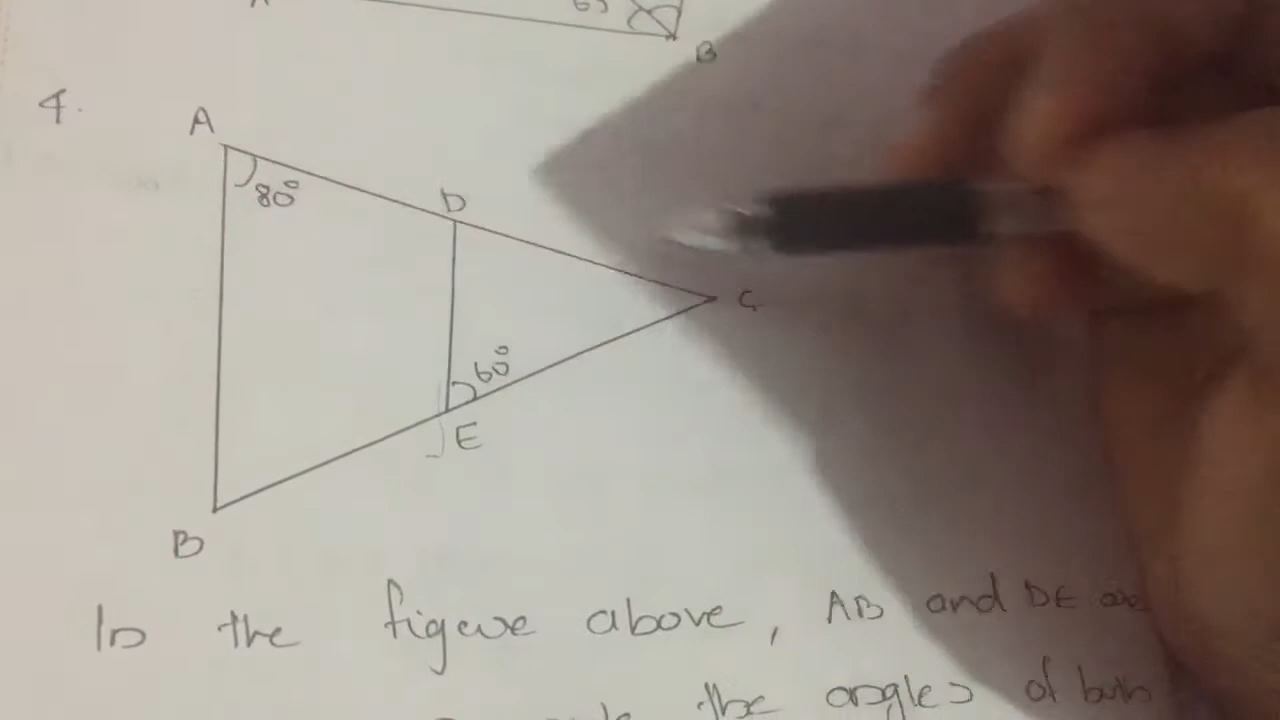 B
4.
A
80°
D
C
60°
E
B
In the figure above, AB and DE are
the angles of both